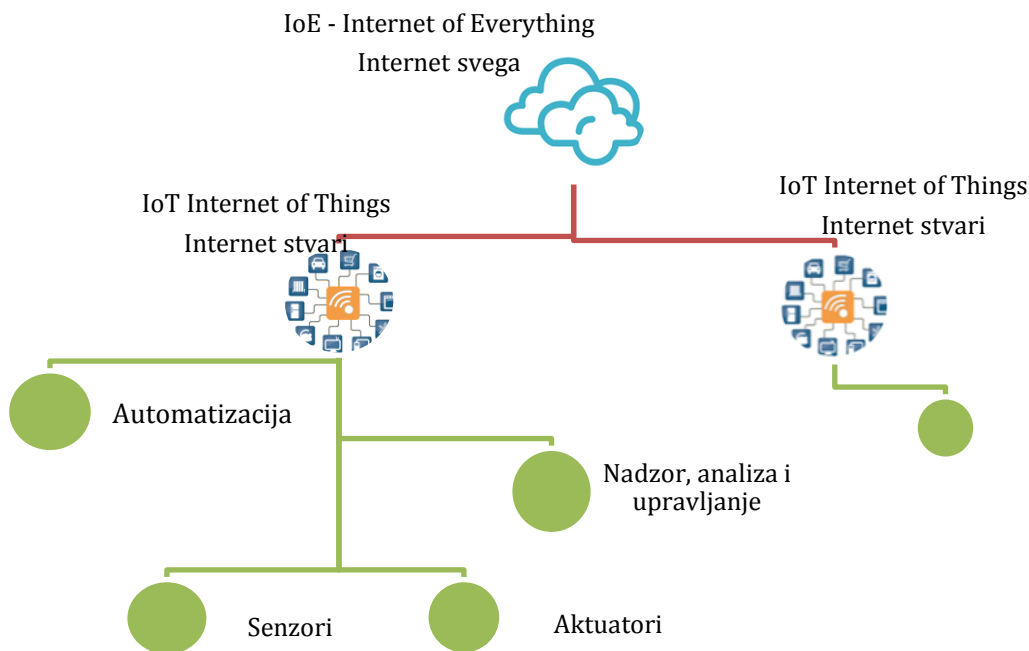 IoE - Internet of Everything
Internet svega
IoT Internet of Things
Internet stvari
IoT Internet of Things
Internet stvari
Automatizacija
Nadzor, analiza i
upravljanje
Senzori
Aktuatori